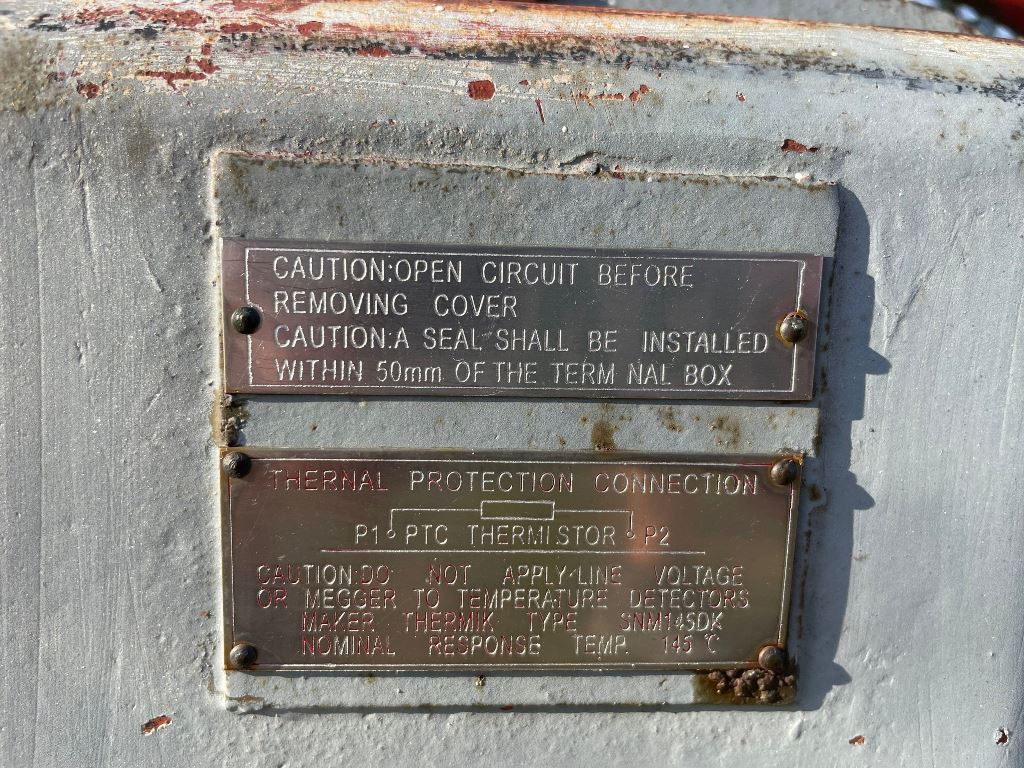 CAUTION:OPEN CIRCUIT BEFORE
REMOVING COVER
CAUTION:A SEAL SHALL BE INSTALLED
WITHIN 50mm OF THE TERM NAL BOX
THERNAL PROTECTION CONNECTION
P1 PTC THERMISTOR P2
CAUTION:DO NOT APPLY LINE VOLTAGE
OR MEGGER TO TEMPERATURE DETECTORS
MAKER THERMIK TYPE SNM145DK
NOMINAL RESPONSE TEMP. 145 °C